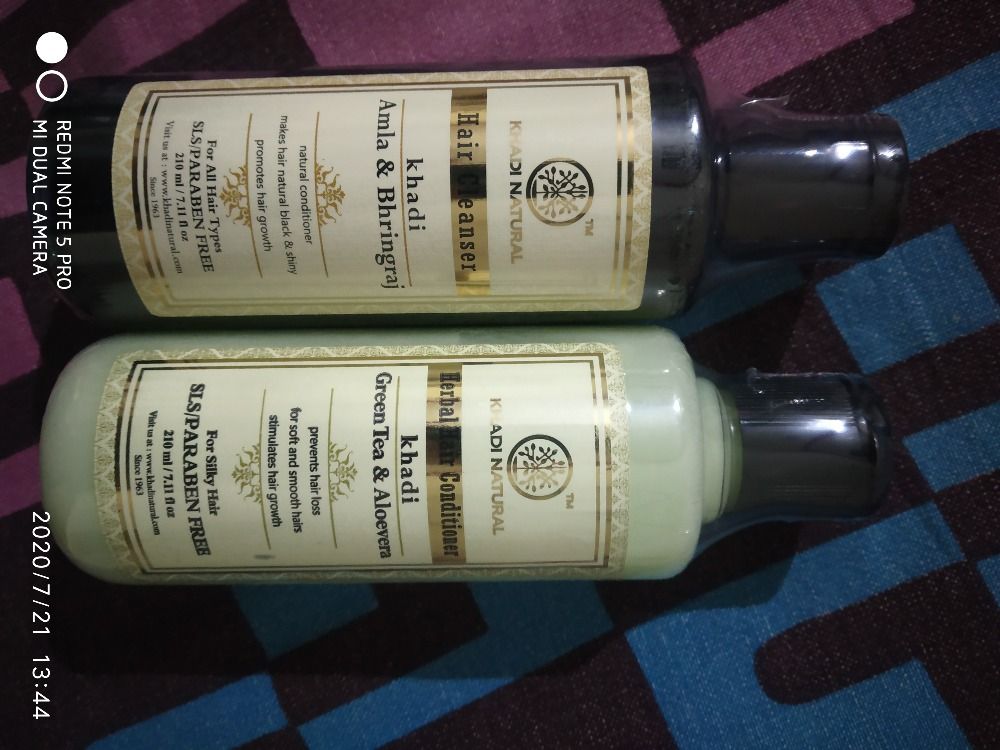 KHADI NATURAL
TM
Hair Cleanser
khadi
Amla & Bhringraj
natural conditioner
makes hair natural black & shiny
promotes hair growth
For All Hair Types
SLS/PARABEN FREE
210 ml / 7.11 fl oz
Visit us at : www.khadinatural.com
Since 1963
KHADI NATURAL
TM
Herbal Hair Conditioner
khadi
Green Tea & Aloevera
prevents hair loss
for soft and smooth hairs
stimulates hair growth
For Silky Hair
SLS/PARABEN FREE
210 ml / 7.11 fl oz
Visit us at : www.khadinatural.com
Since 1963
REDMI NOTE 5 PRO
MI DUAL CAMERA
2020/7/21 13:44